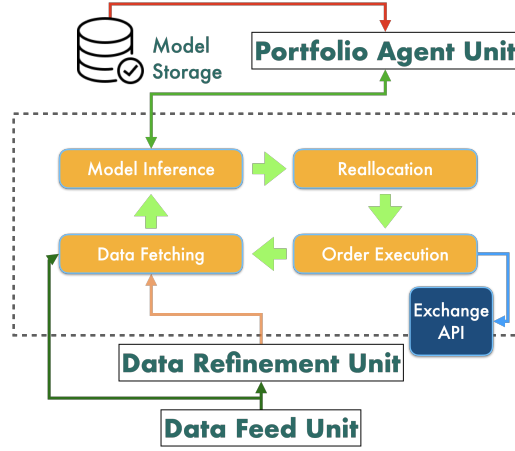 Model
Storage
Portfolio Agent Unit
Model Inference
Reallocation
Data Fetching
Order Execution
Exchange
API
Data Refinement Unit
Data Feed Unit